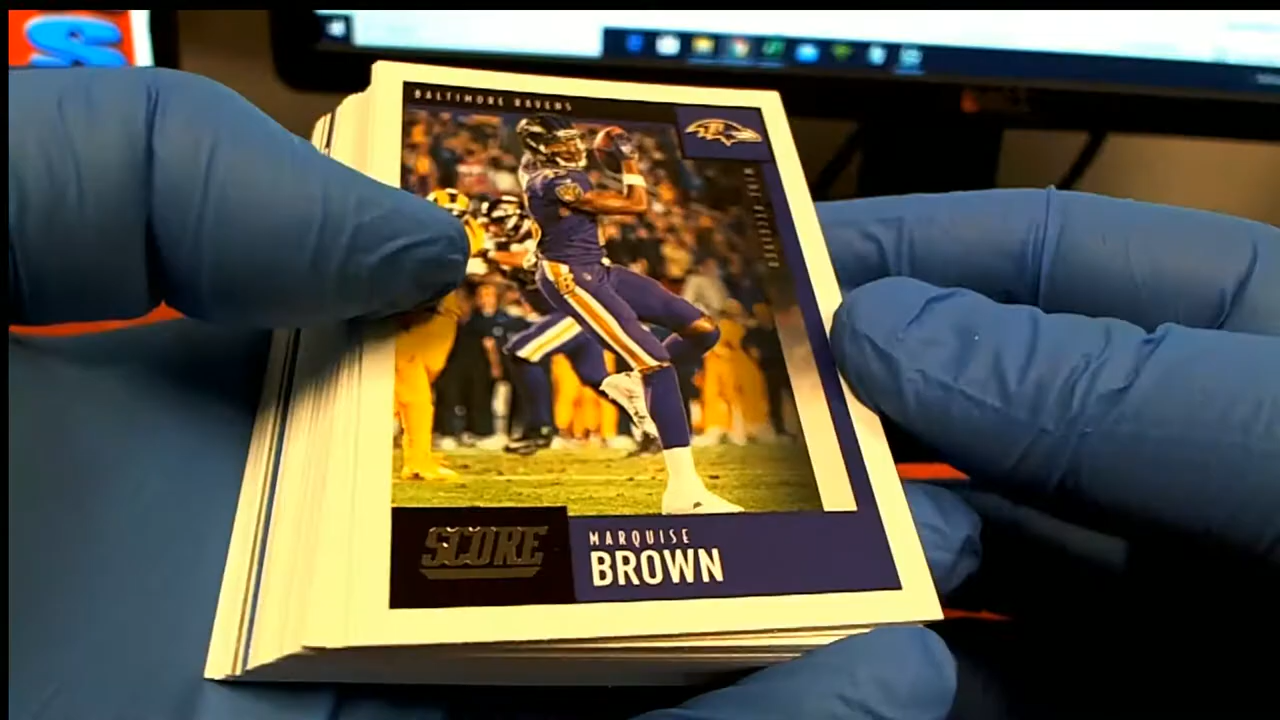 S
BALTIMORE RAVENS
WIDE RECEIVER
SCORE
MARQUISE
BROWN